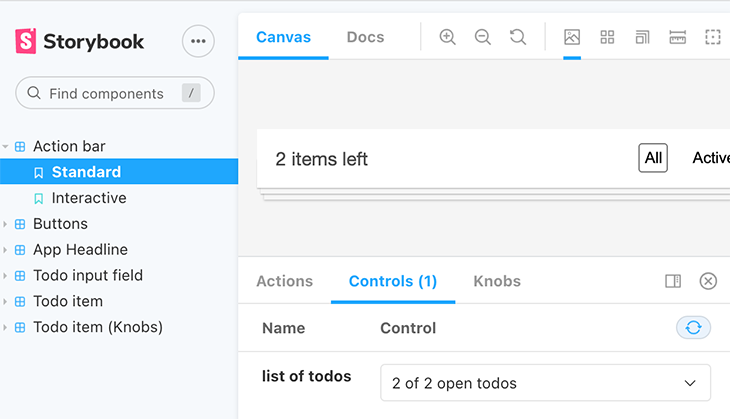 Storybook
Find components /
Action bar
Standard
Interactive
Buttons
App Headline
Todo input field
Todo item
Todo item (Knobs)
Canvas Docs
2 items left All Active
Actions Controls (1) Knobs
Name Control
list of todos 2 of 2 open todos